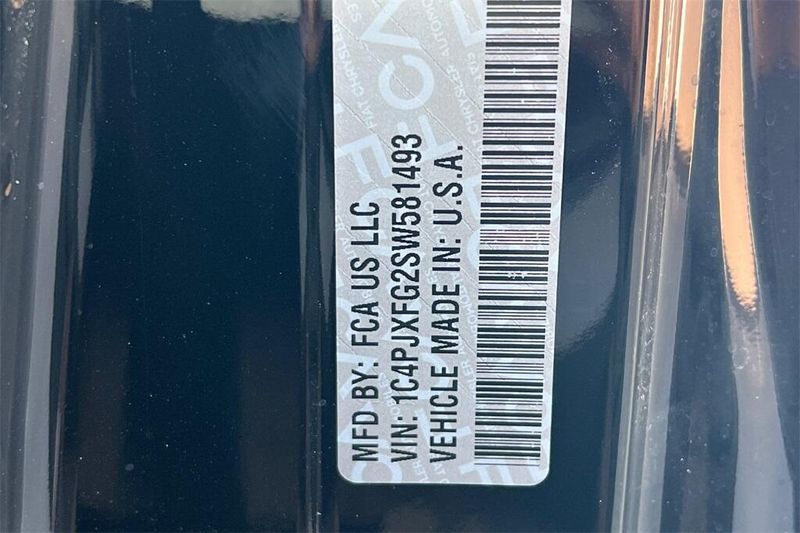 MFD BY: FCA US LLC
VIN: 1C4PJXFG2SW581493
VEHICLE MADE IN: U.S.A.